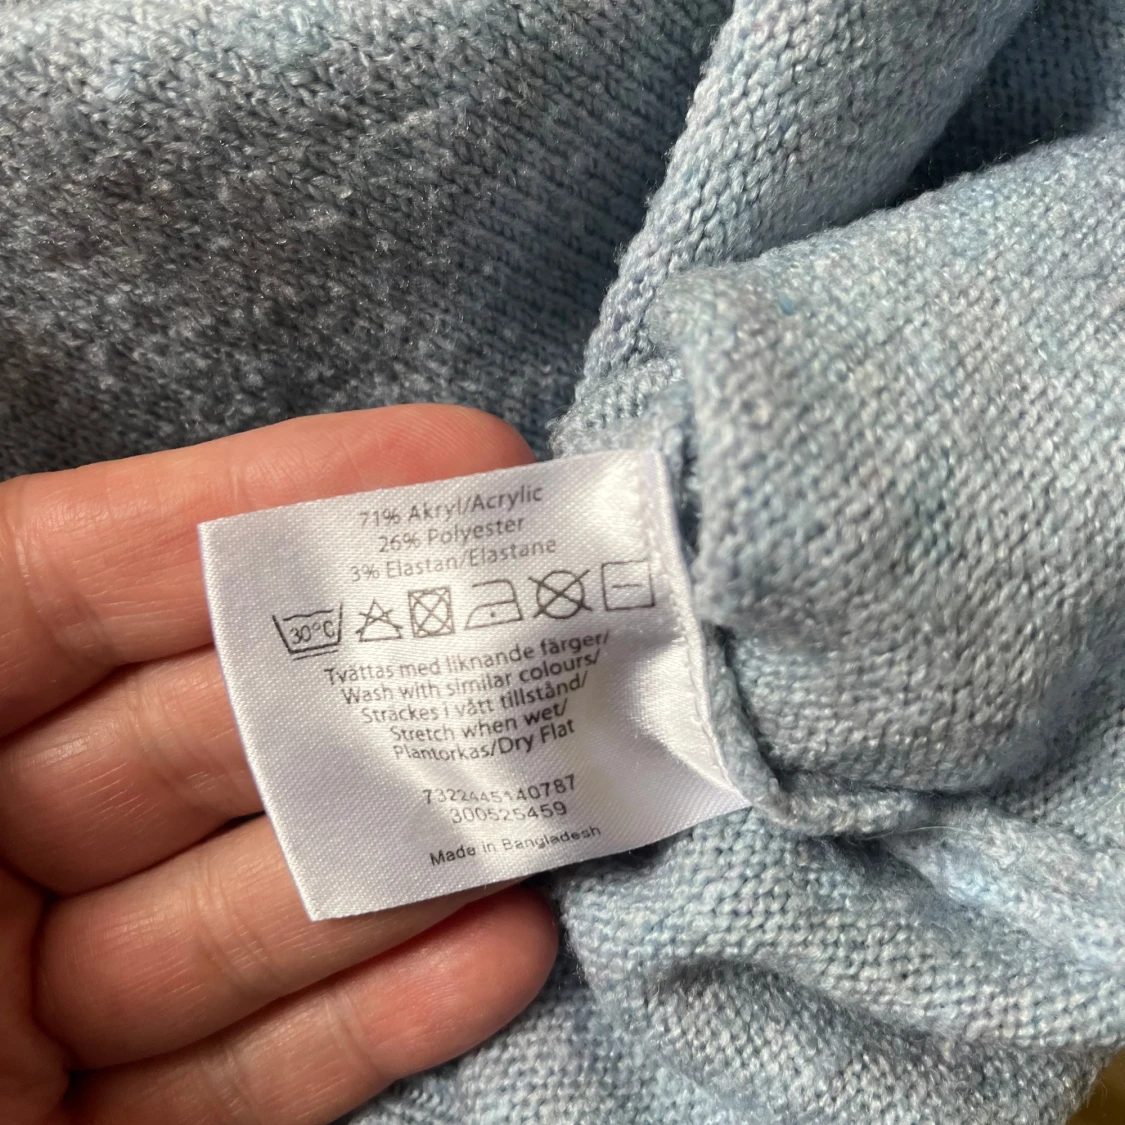 71% Akryl/Acrylic
26% Polyester
3% Elastan/Elastane
30°C
Tvättas med liknande färger/
Wash with similar colours/
Sträckes i vått tillstånd/
Stretch when wet/
Plantorkas/Dry Flat
7322445140787
300525459
Made in Bangladesh